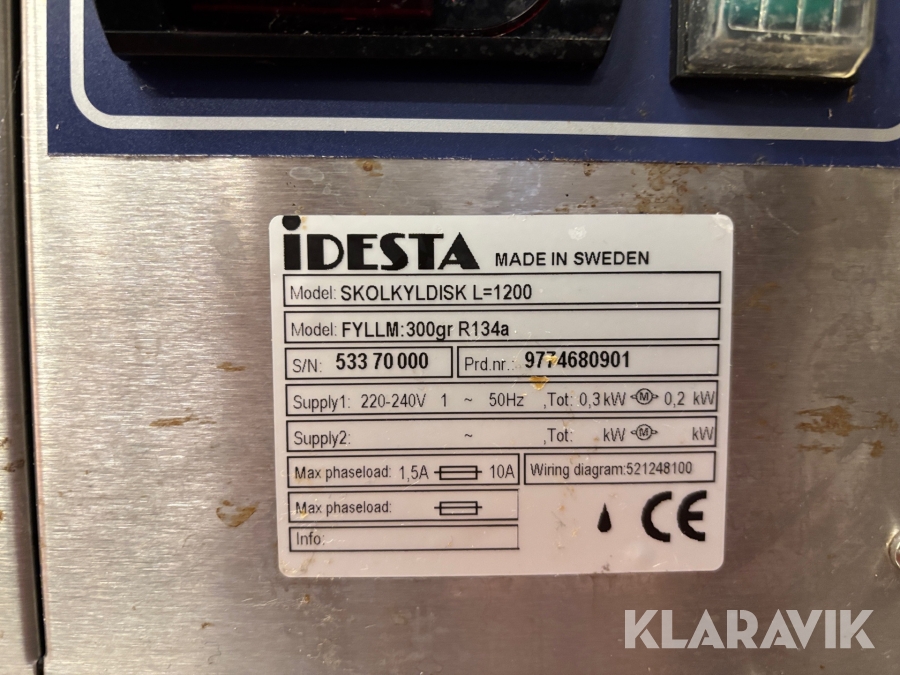 iDESTA MADE IN SWEDEN
Model: SKOLKYLDISK L=1200
Model: FYLLM:300gr R134a
S/N: 533 70 000 Prd.nr.: 9774680901
Supply1: 220-240V 1 ~ 50Hz ,Tot: 0,3 kW M 0,2 kW
Supply2: ~ ,Tot: kW M kW
Max phaseload: 1,5A 10A Wiring diagram:521248100
Max phaseload:
Info:
CE
KLARAVIK